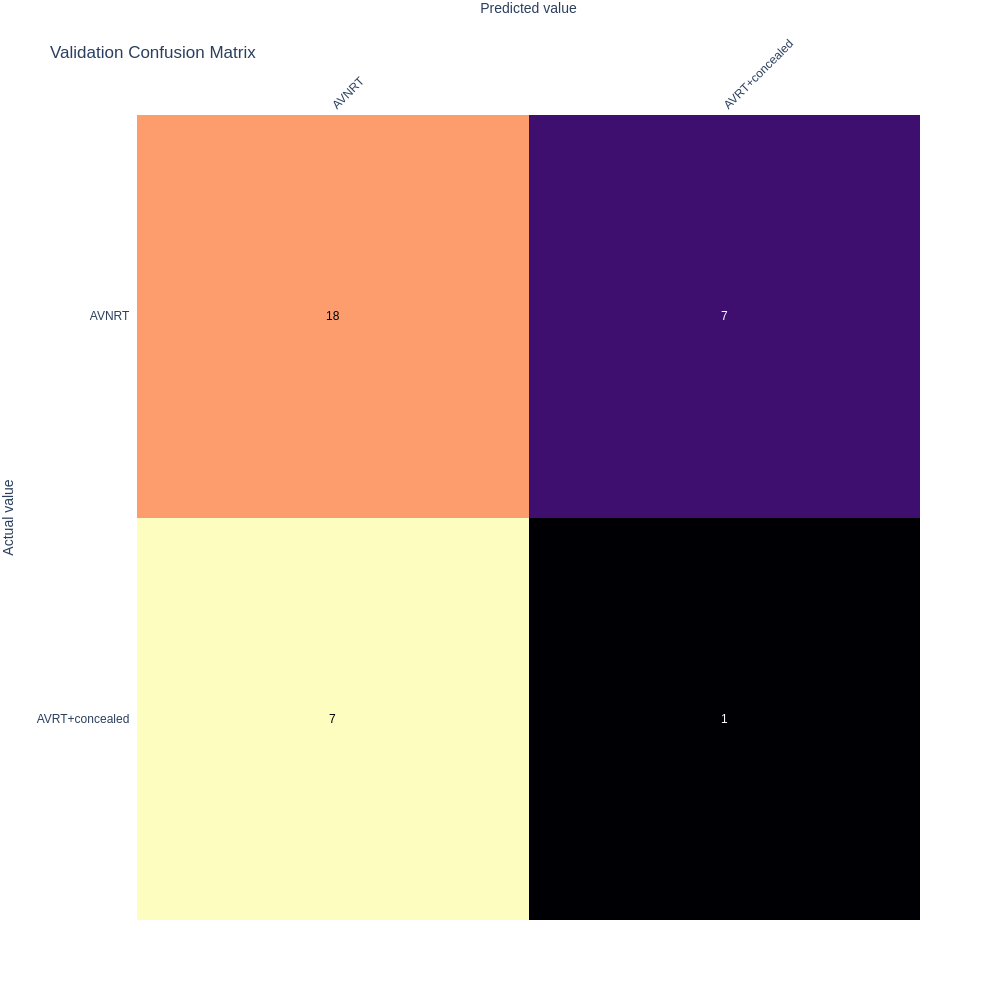 Predicted value
Validation Confusion Matrix
AVNRT
AVRT+concealed
AVNRT
18
7
Actual value
AVRT+concealed
7
1